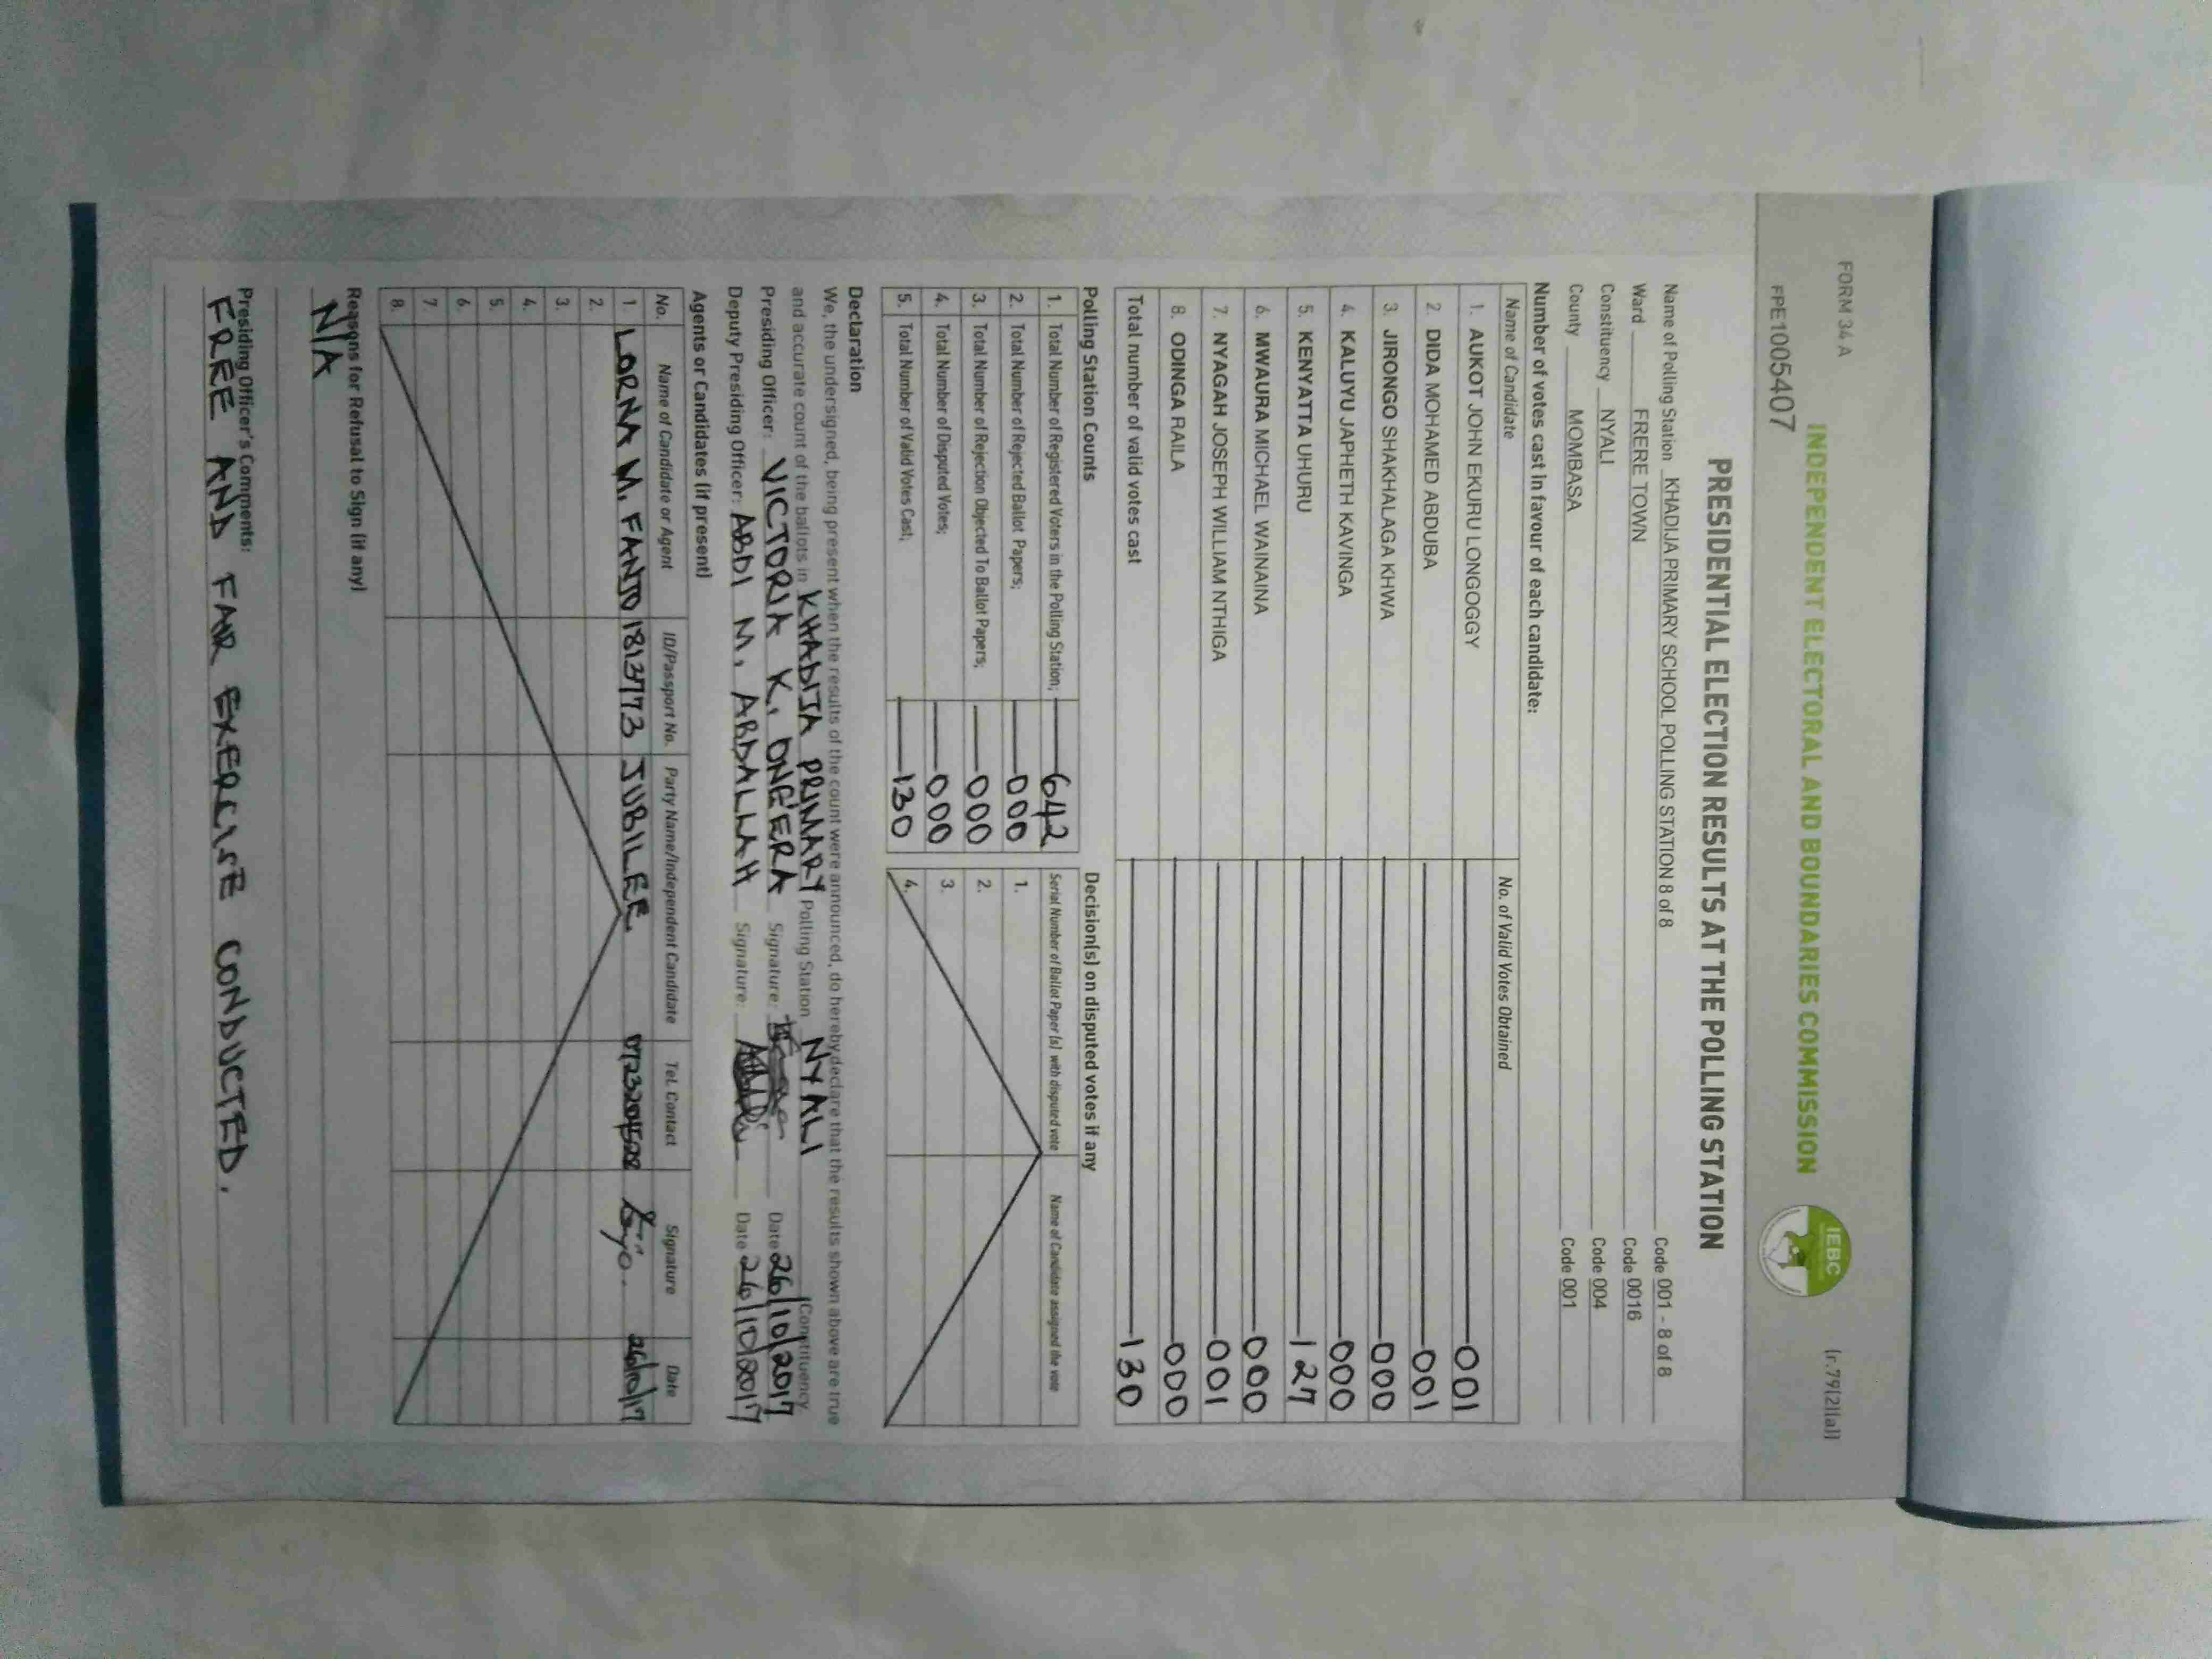 FORM 34 A
(r.79(2)(a))
INDEPENDENT ELECTORAL AND BOUNDARIES COMMISSION
IEBC
FPE1005407
PRESIDENTIAL ELECTION RESULTS AT THE POLLING STATION
Name of Polling Station KHADIJA PRIMARY SCHOOL POLLING STATION 8 of 8 Code 001 - 8 of 8
Ward FRERE TOWN Code 0016
Constituency NYALI Code 004
County MOMBASA Code 001
Number of votes cast in favour of each candidate:
Name of Candidate No. of Valid Votes Obtained
1. AUKOT JOHN EKURU LONGOGGY 001
2. DIDA MOHAMED ABDUBA 001
3. JIRONGO SHAKHALAGA KHWA 000
4. KALUYU JAPHETH KAVINGA 000
5. KENYATTA UHURU 127
6. MWAURA MICHAEL WAINAINA 000
7. NYAGAH JOSEPH WILLIAM NTHIGA 001
8. ODINGA RAILA 000
Total number of valid votes cast 130
Polling Station Counts
1. Total Number of Registered Voters in the Polling Station; 642
2. Total Number of Rejected Ballot Papers; 000
3. Total Number of Rejection Objected To Ballot Papers; 000
4. Total Number of Disputed Votes; 000
5. Total Number of Valid Votes Cast; 130
Decision(s) on disputed votes if any
Serial Number of Ballot Paper (s) with disputed vote Name of Candidate assigned the vote
1.
2.
3.
4.
Declaration
We, the undersigned, being present when the results of the count were announced, do hereby declare that the results shown above are true
and accurate count of the ballots in KHADIJA PRIMARY Polling Station NYALI Constituency.
Presiding Officer: VICTORIA K. ONG'ERA Signature: Date 26/10/2017
Deputy Presiding Officer: ABDI M. ABDALLAH Signature: Date 26/10/2017
Agents or Candidates (if present)
No. Name of Candidate or Agent ID/Passport No. Party Name/Independent Candidate Tel. Contact Signature Date
1. LORNA M. FANJO JUBILEE 26/10/17
2.
3.
4.
5.
6.
7.
8.
Reasons for Refusal to Sign (if any)
N/A
Presiding Officer's Comments:
FREE AND FAIR EXERCISE CONDUCTED.